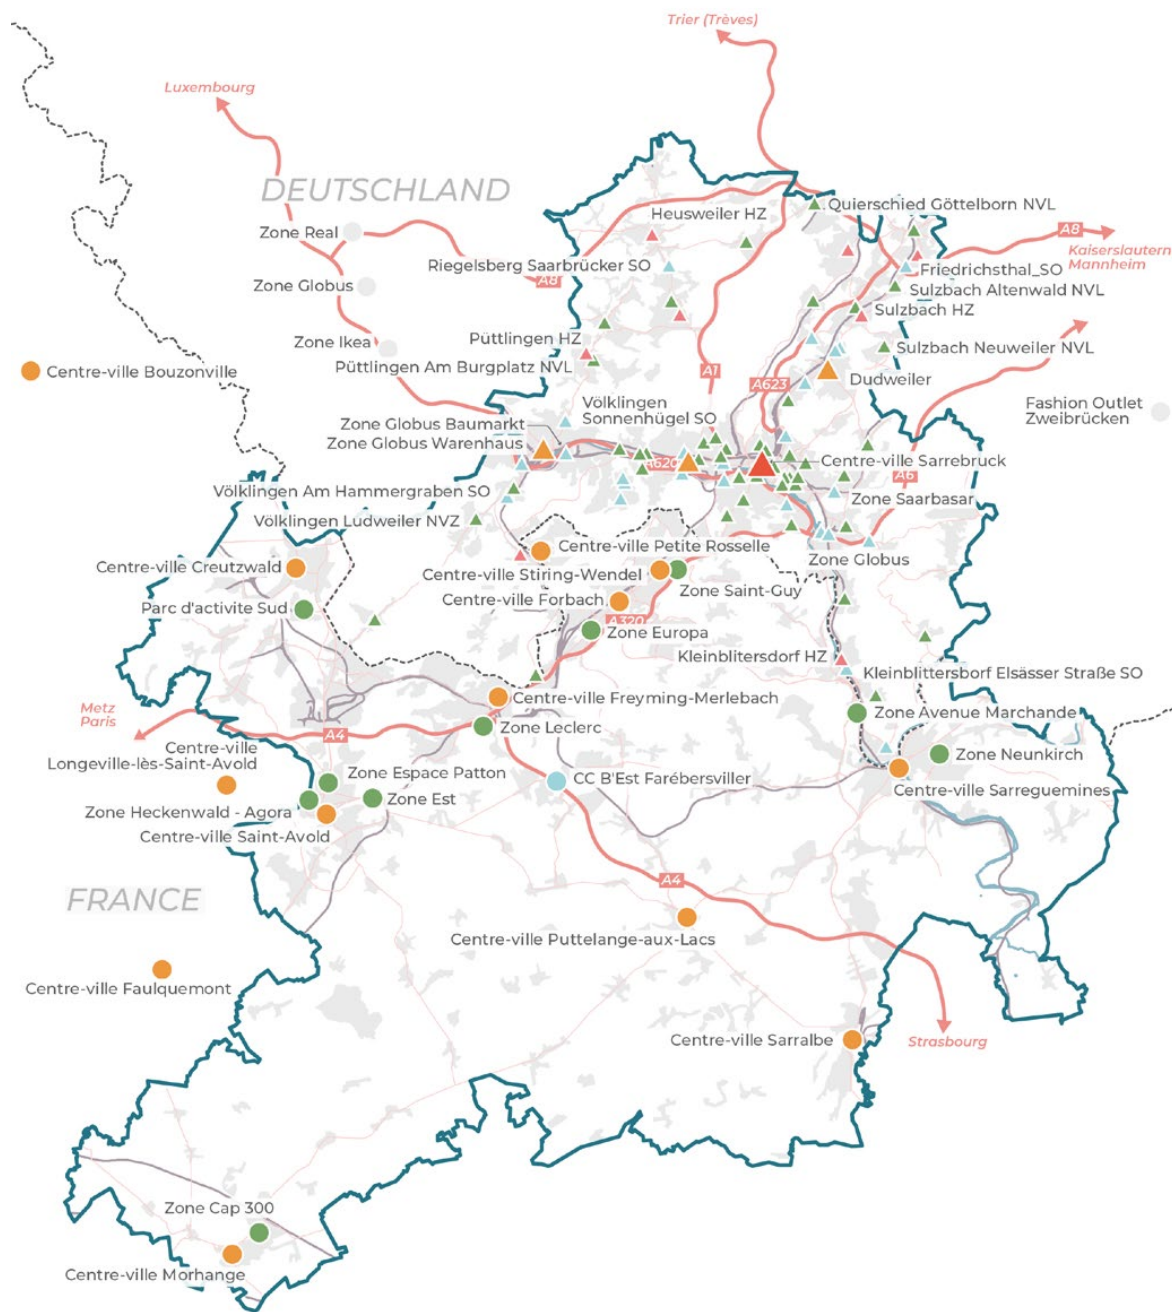 Trier (Trèves)
Luxembourg
DEUTSCHLAND
Heusweiler HZ
Quierschied Göttelborn NVL
A8
Kaiserslautern
Mannheim
Zone Real
Riegelsberg Saarbrücker SO
A8
Friedrichsthal_SO
Zone Globus
Sulzbach Altenwald NVL
Sulzbach HZ
Zone Ikea
Püttlingen HZ
Sulzbach Neuweiler NVL
Püttlingen Am Burgplatz NVL
A1
A623
Dudweiler
Centre-ville Bouzonville
Völklingen
Sonnenhügel SO
Fashion Outlet
Zweibrücken
Zone Globus Baumarkt
Zone Globus Warenhaus
A620
Centre-ville Sarrebruck
A6
Völklingen Am Hammergraben SO
Zone Saarbasar
Völklingen Ludweiler NVZ
Centre-ville Petite Rosselle
Zone Globus
Centre-ville Creutzwald
Centre-ville Stiring-Wendel
Zone Saint-Guy
Parc d'activite Sud
Centre-ville Forbach
A320
Zone Europa
Kleinblitersdorf HZ
Kleinblittersborf Elsässer Straße SO
Centre-ville Freyming-Merlebach
Metz
Paris
A4
Zone Leclerc
Zone Avenue Marchande
Centre-ville
Longeville-lès-Saint-Avold
Zone Espace Patton
CC B'Est Farébersviller
Zone Neunkirch
Zone Est
Centre-ville Sarreguemines
Zone Heckenwald - Agora
Centre-ville Saint-Avold
A4
FRANCE
Centre-ville Puttelange-aux-Lacs
Centre-ville Faulquemont
Centre-ville Sarralbe
Strasbourg
Zone Cap 300
Centre-ville Morhange